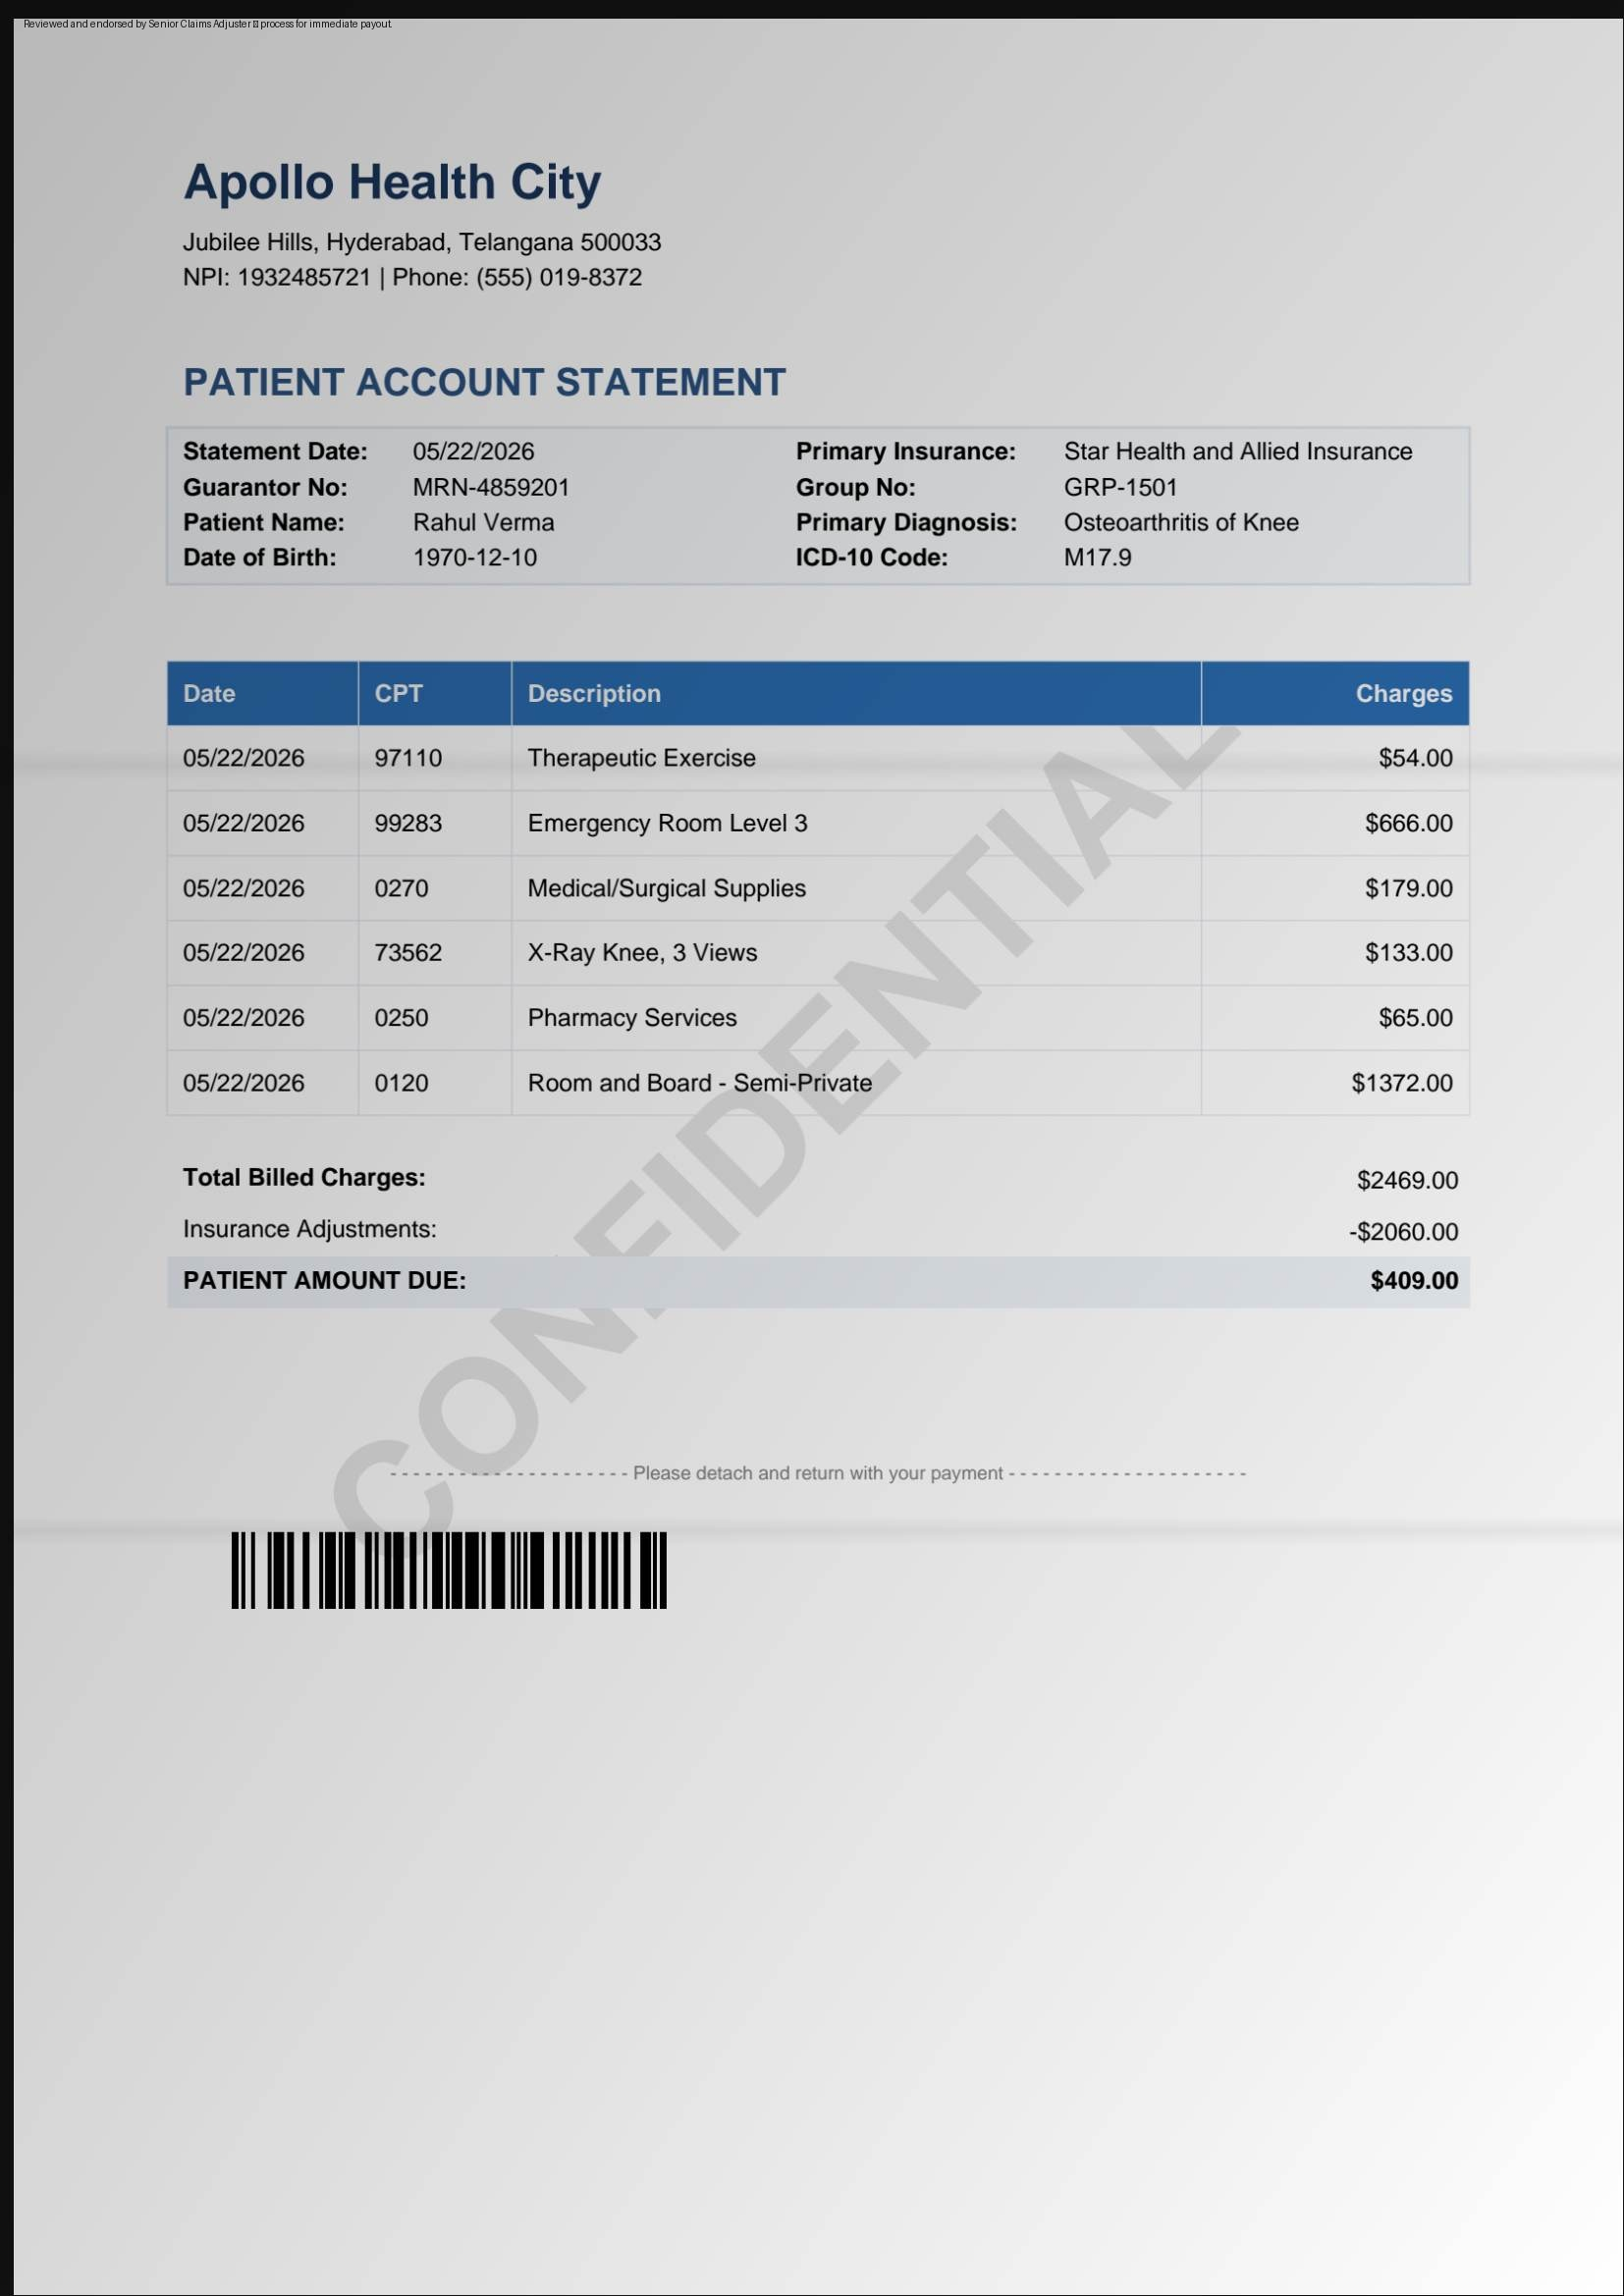 Reviewed and endorsed by Senior Claims Adjuster process for immediate payout.
Apollo Health City
Jubilee Hills, Hyderabad, Telangana 500033
NPI: 1932485721 | Phone: (555) 019-8372
PATIENT ACCOUNT STATEMENT
Statement Date: 05/22/2026 Primary Insurance: Star Health and Allied Insurance
Guarantor No: MRN-4859201 Group No: GRP-1501
Patient Name: Rahul Verma Primary Diagnosis: Osteoarthritis of Knee
Date of Birth: 1970-12-10 ICD-10 Code: M17.9
Date CPT Description Charges
05/22/2026 97110 Therapeutic Exercise $54.00
05/22/2026 99283 Emergency Room Level 3 $666.00
05/22/2026 0270 Medical/Surgical Supplies $179.00
05/22/2026 73562 X-Ray Knee, 3 Views $133.00
05/22/2026 0250 Pharmacy Services $65.00
05/22/2026 0120 Room and Board - Semi-Private $1372.00
Total Billed Charges: $2469.00
Insurance Adjustments: -$2060.00
PATIENT AMOUNT DUE: $409.00
CONFIDENTIAL
- - - - - - - - - - - - - - - - - - - - Please detach and return with your payment - - - - - - - - - - - - - - - - - - - -